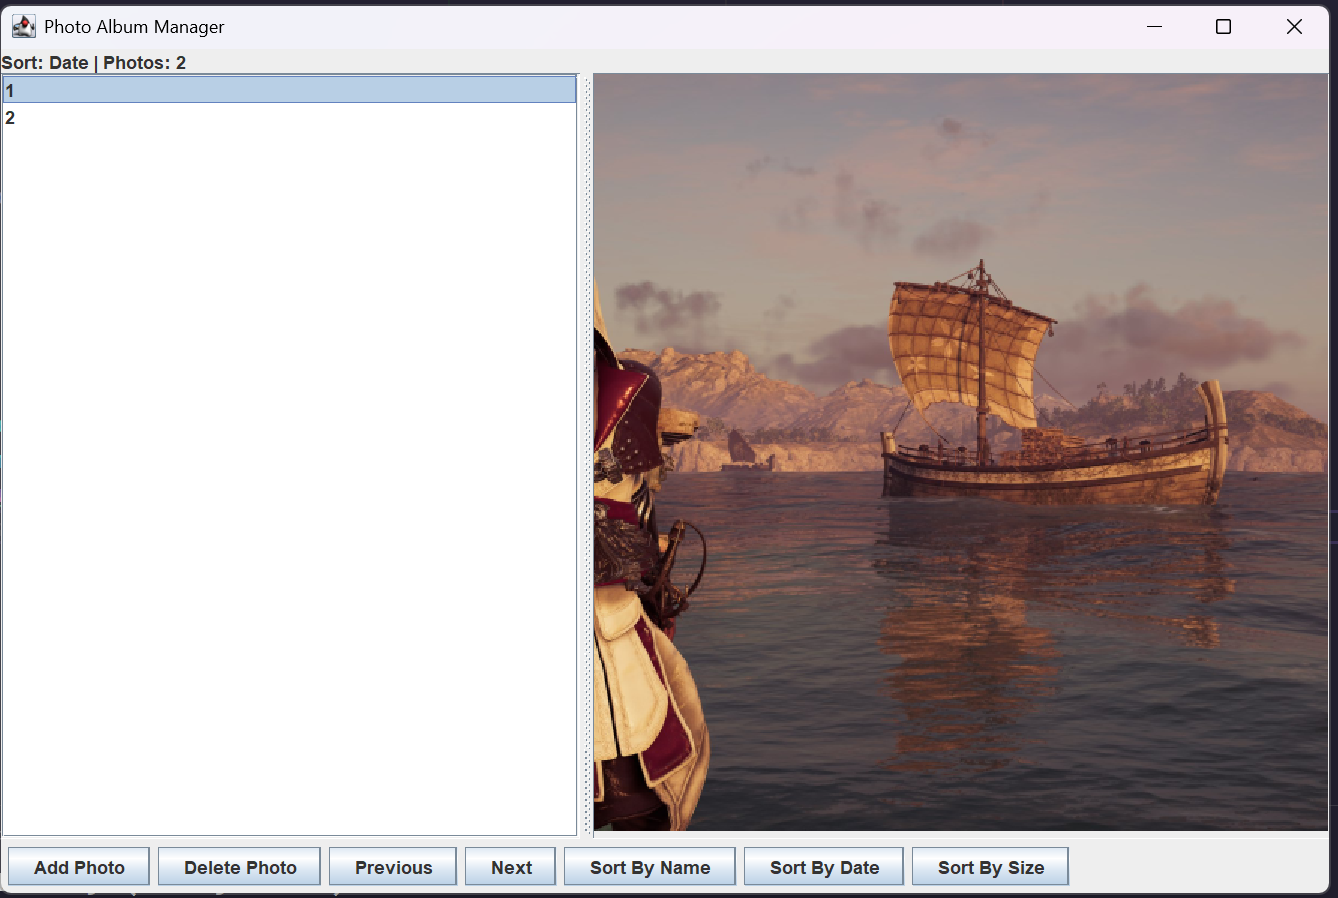 Photo Album Manager
Sort: Date | Photos: 2
1
2
Add Photo
Delete Photo
Previous
Next
Sort By Name
Sort By Date
Sort By Size